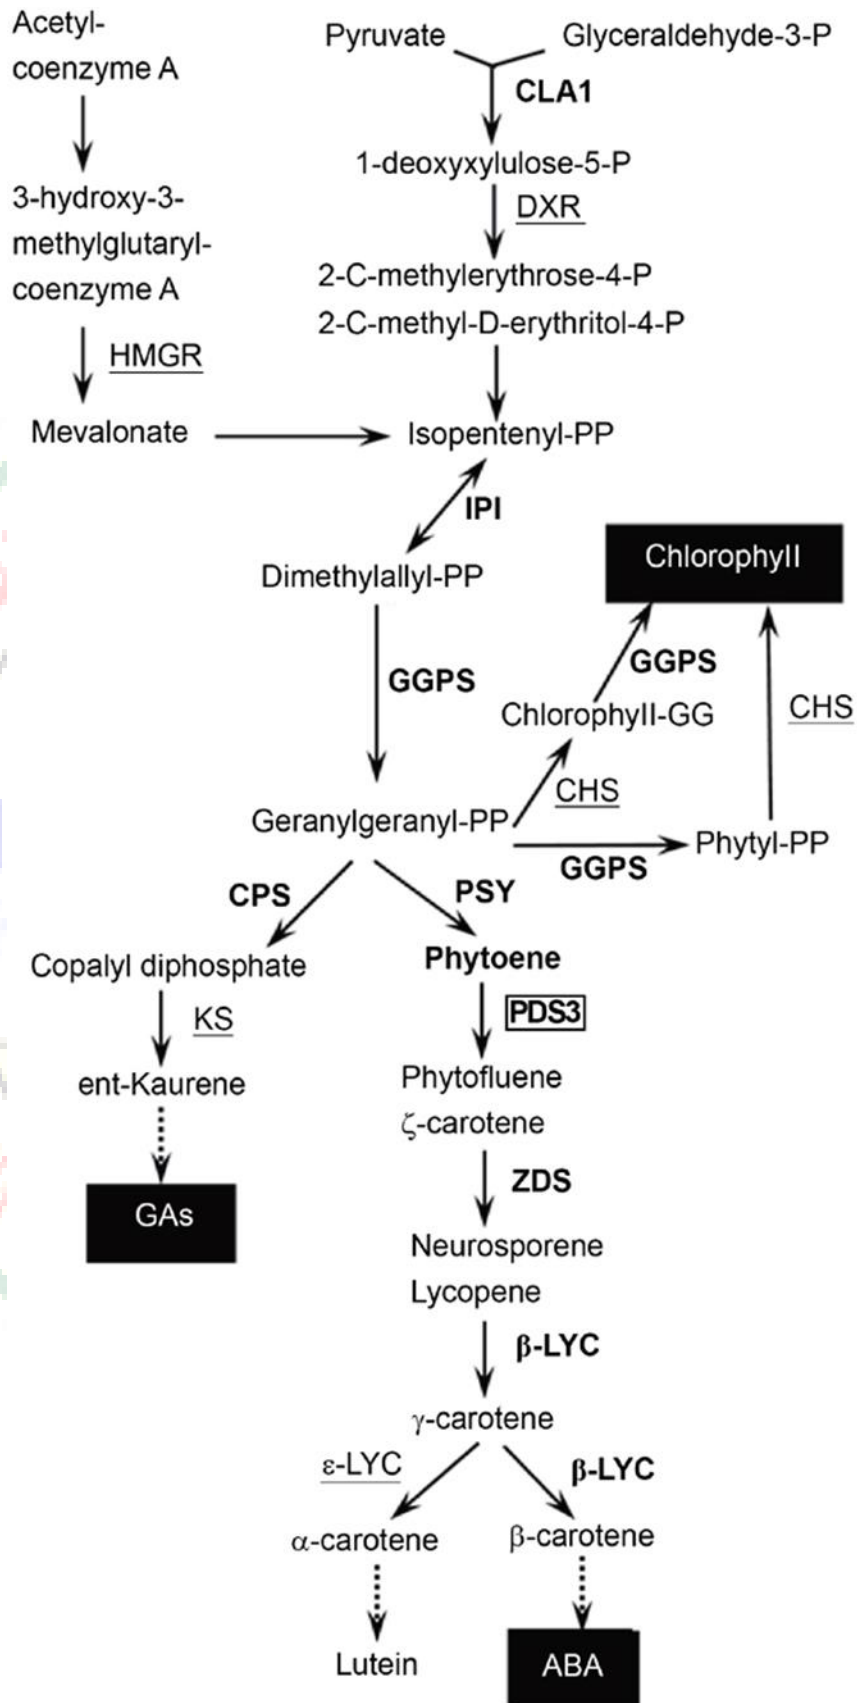 Acetyl-
coenzyme A
Pyruvate
Glyceraldehyde-3-P
CLA1
1-deoxyxylulose-5-P
3-hydroxy-3-
methylglutaryl-
coenzyme A
DXR
2-C-methylerythrose-4-P
2-C-methyl-D-erythritol-4-P
HMGR
Mevalonate
Isopentenyl-PP
IPI
Dimethylallyl-PP
Chlorophyll
GGPS
GGPS
Chlorophyll-GG
CHS
CHS
Geranylgeranyl-PP
GGPS
Phytyl-PP
CPS
PSY
Copalyl diphosphate
Phytoene
KS
PDS3
ent-Kaurene
Phytofluene
ζ-carotene
GAs
ZDS
Neurosporene
Lycopene
β-LYC
γ-carotene
ε-LYC
β-LYC
α-carotene
β-carotene
Lutein
ABA